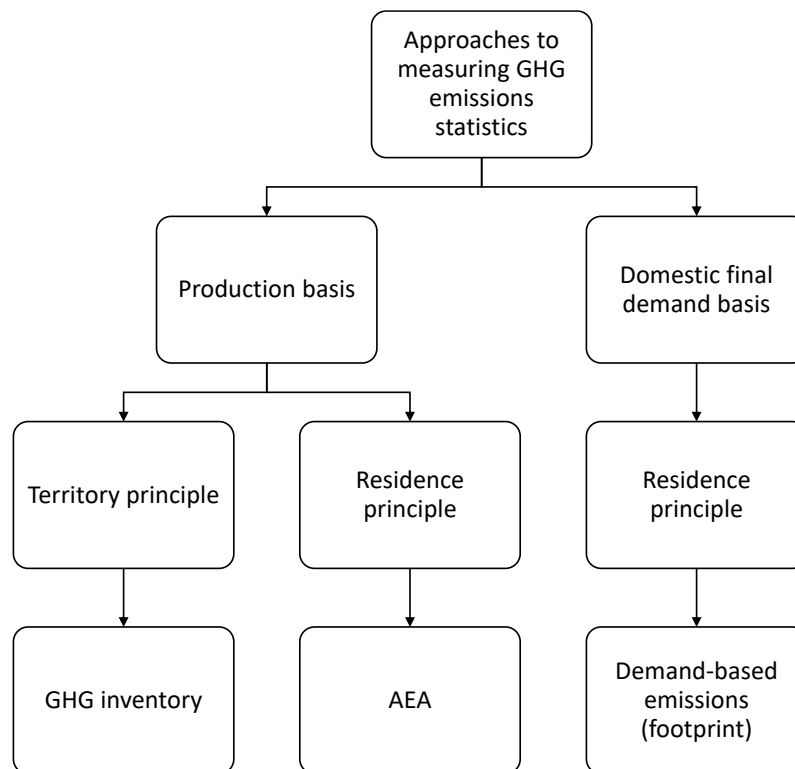 Approaches to
measuring GHG
emissions
statistics
Production basis
Domestic final
demand basis
Territory principle
Residence
principle
Residence
principle
GHG inventory
AEA
Demand-based
emissions
(footprint)